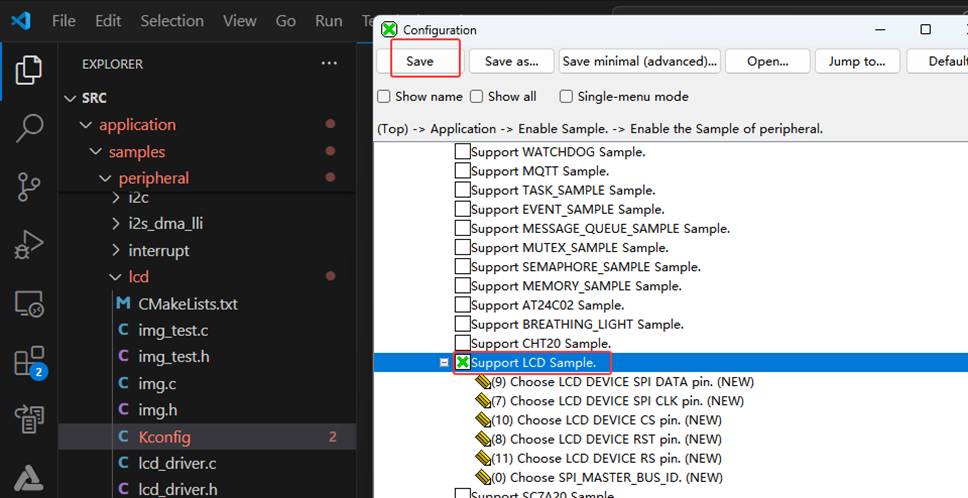 File Edit Selection View Go Run Te
EXPLORER ...
SRC
application
samples
peripheral
i2c
i2s_dma_lli
interrupt
lcd
M CMakeLists.txt
C img_test.c
C img_test.h
C img.c
C img.h
C Kconfig 2
C lcd_driver.c
C lcd_driver.h
2
Configuration
Save Save as... Save minimal (advanced)... Open... Jump to... Default
Show name Show all Single-menu mode
(Top) -> Application -> Enable Sample. -> Enable the Sample of peripheral.
Support WATCHDOG Sample.
Support MQTT Sample.
Support TASK_SAMPLE Sample.
Support EVENT_SAMPLE Sample.
Support MESSAGE_QUEUE_SAMPLE Sample.
Support MUTEX_SAMPLE Sample.
Support SEMAPHORE_SAMPLE Sample.
Support MEMORY_SAMPLE Sample.
Support AT24C02 Sample.
Support BREATHING_LIGHT Sample.
Support CHT20 Sample.
Support LCD Sample.
(9) Choose LCD DEVICE SPI DATA pin. (NEW)
(7) Choose LCD DEVICE SPI CLK pin. (NEW)
(10) Choose LCD DEVICE CS pin. (NEW)
(8) Choose LCD DEVICE RST pin. (NEW)
(11) Choose LCD DEVICE RS pin. (NEW)
(0) Choose SPI_MASTER_BUS_ID. (NEW)
Support SC7A20 Sample.